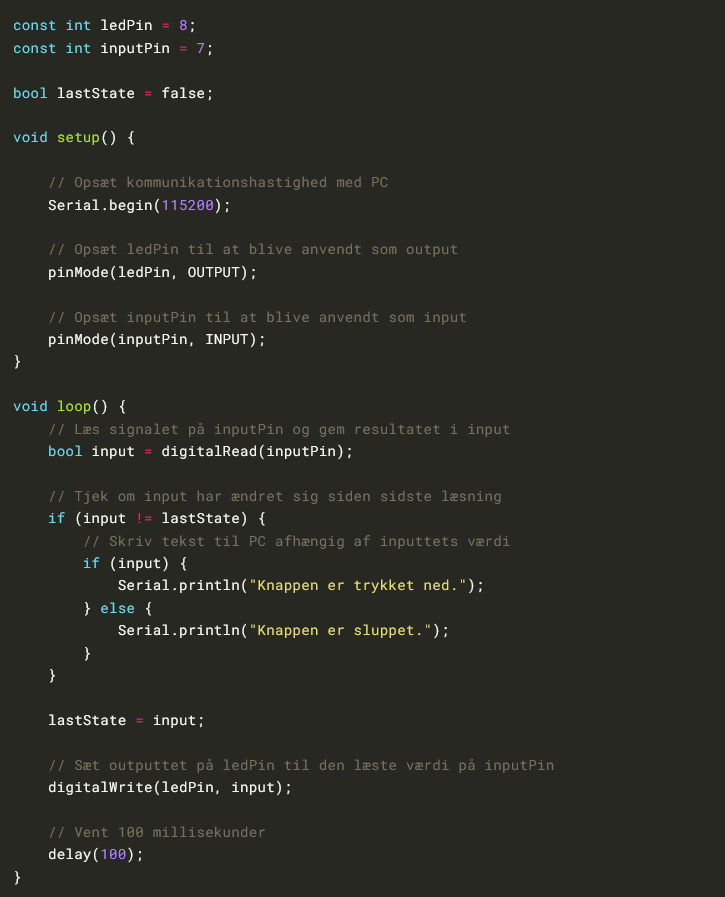 const int ledPin = 8;
const int inputPin = 7;
bool lastState = false;
void setup() {
// Opsæt kommunikationshastighed med PC
Serial.begin(115200);
// Opsæt ledPin til at blive anvendt som output
pinMode(ledPin, OUTPUT);
// Opsæt inputPin til at blive anvendt som input
pinMode(inputPin, INPUT);
}
void loop() {
// Læs signalet på inputPin og gem resultatet i input
bool input = digitalRead(inputPin);
// Tjek om input har ændret sig siden sidste læsning
if (input != lastState) {
// Skriv tekst til PC afhængig af inputtets værdi
if (input) {
Serial.println("Knappen er trykket ned.");
} else {
Serial.println("Knappen er sluppet.");
}
}
lastState = input;
// Sæt outputtet på ledPin til den læste værdi på inputPin
digitalWrite(ledPin, input);
// Vent 100 millisekunder
delay(100);
}